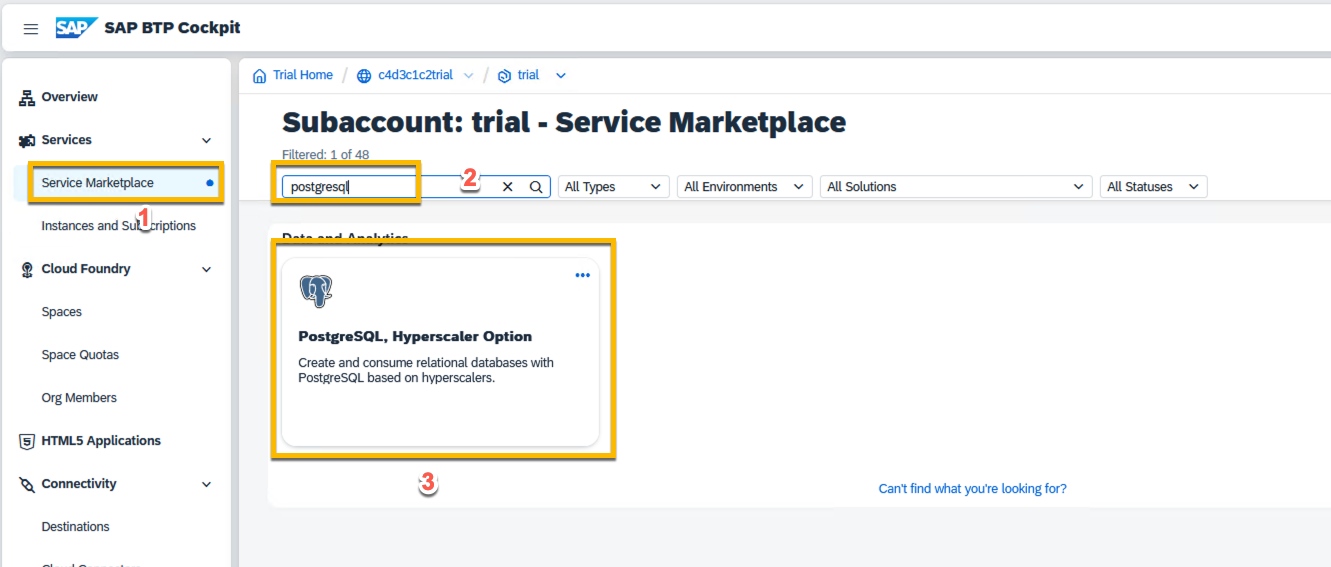 SAP SAP BTP Cockpit
Overview
Services
Service Marketplace
1
Instances and Subscriptions
Cloud Foundry
Spaces
Space Quotas
Org Members
HTML5 Applications
Connectivity
Destinations
Cloud Connectors
Trial Home / c4d3c1c2trial / trial
Subaccount: trial - Service Marketplace
Filtered: 1 of 48
postgresql
2
All Types
All Environments
All Solutions
All Statuses
Data and Analytics
PostgreSQL, Hyperscaler Option
Create and consume relational databases with
PostgreSQL based on hyperscalers.
3
Can't find what you're looking for?